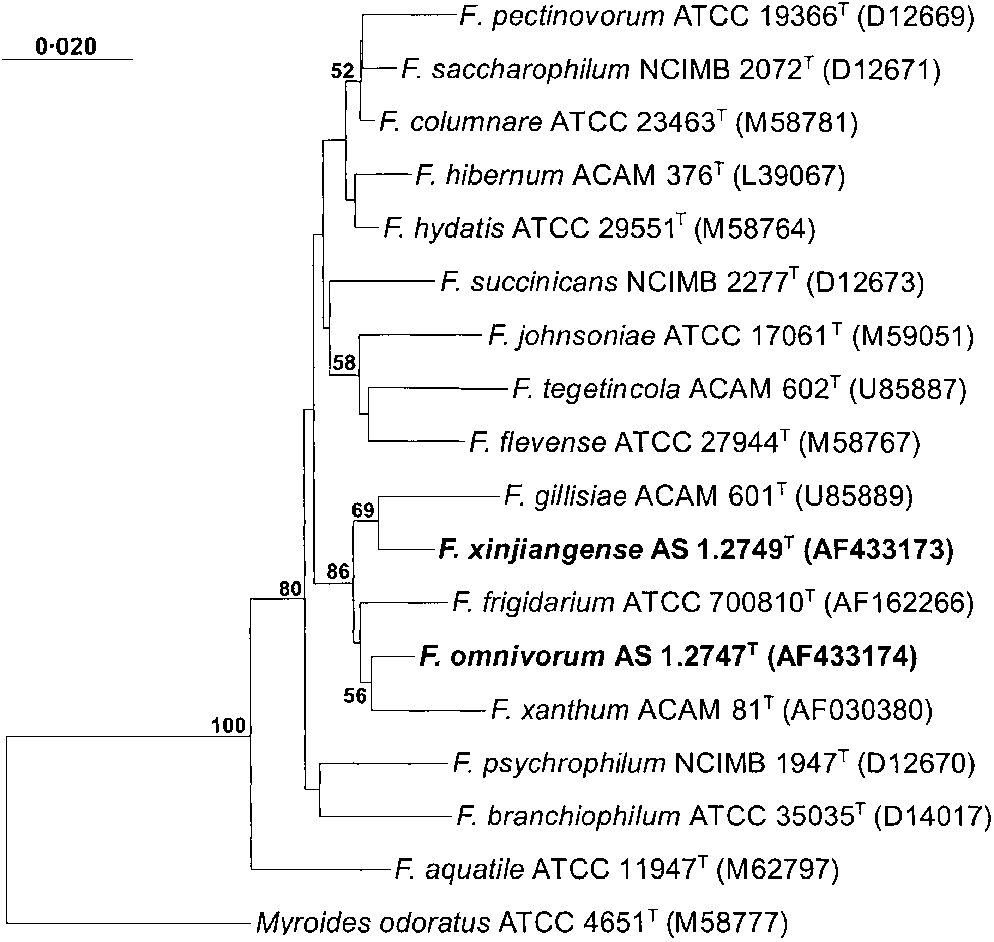 F. pectinovorum ATCC 19366T (D12669)
0·020
52
F. saccharophilum NCIMB 2072T (D12671)
F. columnare ATCC 23463T (M58781)
F. hibernum ACAM 376T (L39067)
F. hydatis ATCC 29551T (M58764)
F. succinicans NCIMB 2277T (D12673)
F. johnsoniae ATCC 17061T (M59051)
58
F. tegetincola ACAM 602T (U85887)
F. flevense ATCC 27944T (M58767)
F. gillisiae ACAM 601T (U85889)
69
F. xinjiangense AS 1.2749T (AF433173)
86
80
F. frigidarium ATCC 700810T (AF162266)
F. omnivorum AS 1.2747T (AF433174)
56
F. xanthum ACAM 81T (AF030380)
100
F. psychrophilum NCIMB 1947T (D12670)
F. branchiophilum ATCC 35035T (D14017)
F. aquatile ATCC 11947T (M62797)
Myroides odoratus ATCC 4651T (M58777)